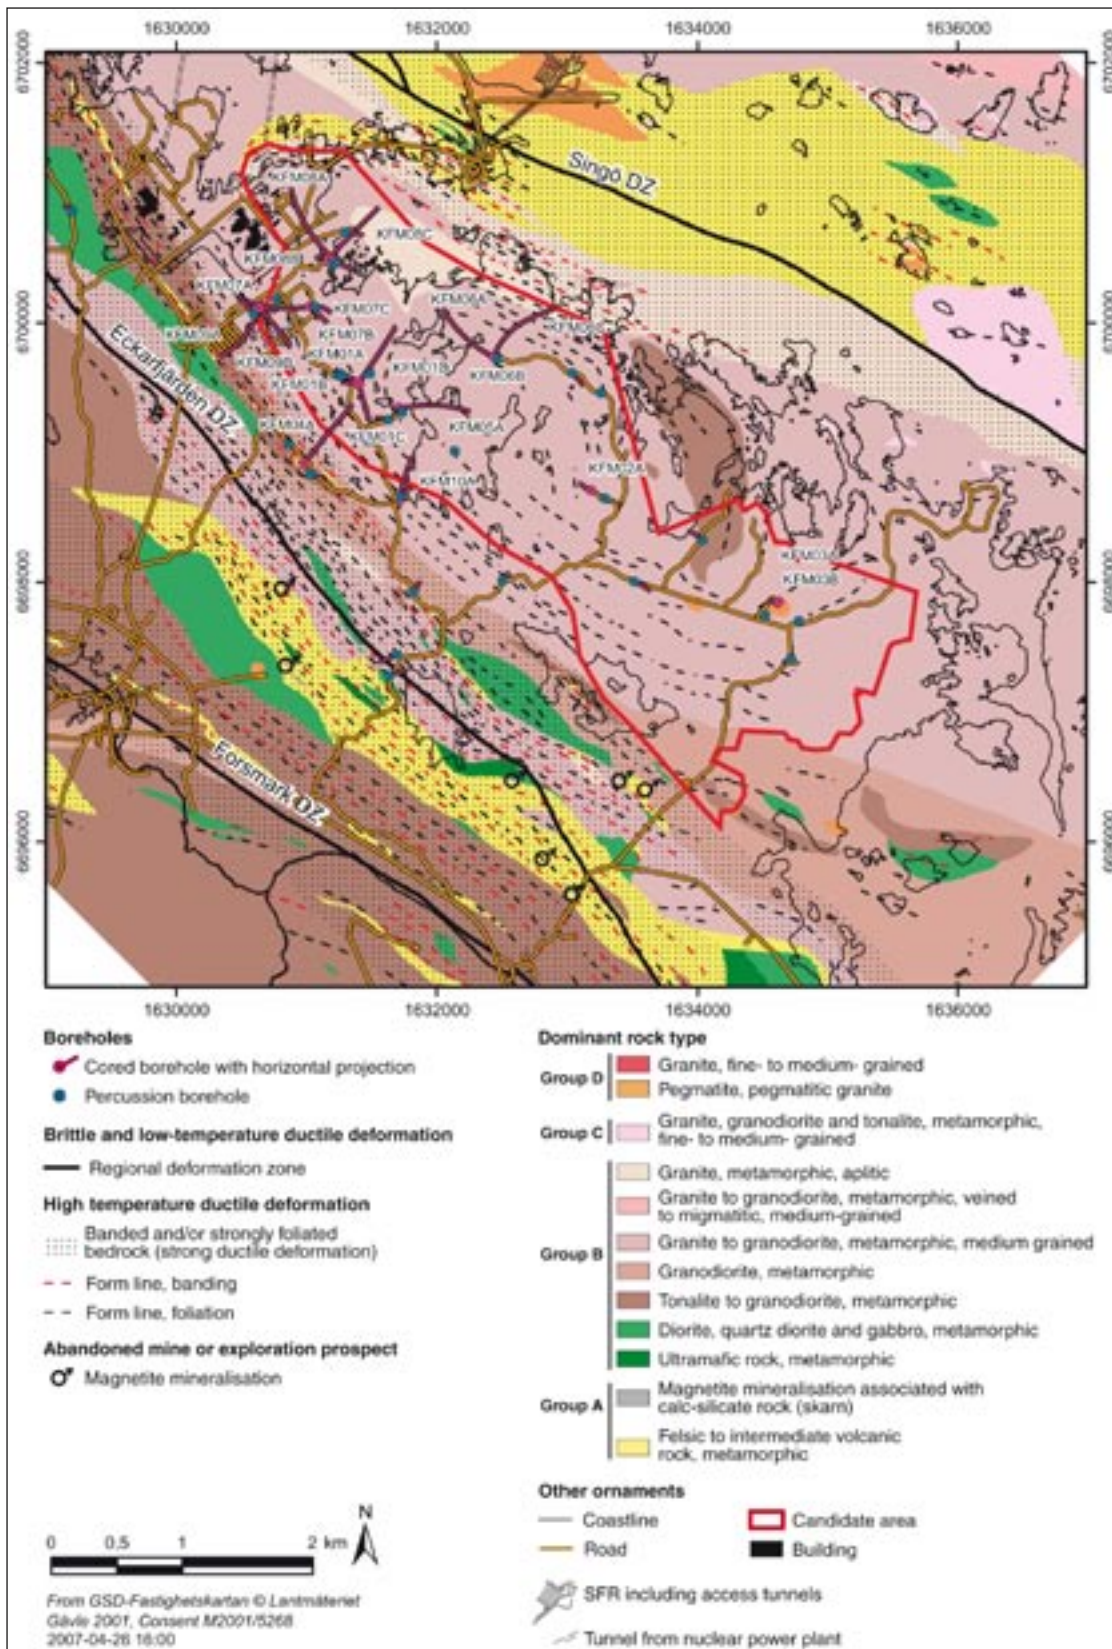 1630000 1632000 1634000 1636000
6702000 6702000
Singö DZ
KFM08A
KFM08C
KFM08B
KFM07A
KFM07C
KFM06A
KFM06C
6700000 6700000
KFM09A
KFM07B
KFM09B
KFM01A
KFM01B
KFM06B
Eckarfjärden DZ
KFM04A
KFM01C
KFM05A
KFM02A
KFM10A
KFM03A
KFM03B
6698000
Forsmark DZ
6696000
1630000 1632000 1634000 1636000
Boreholes
Cored borehole with horizontal projection
Percussion borehole
Brittle and low-temperature ductile deformation
Regional deformation zone
High temperature ductile deformation
Banded and/or strongly foliated
bedrock (strong ductile deformation)
Form line, banding
Form line, foliation
Abandoned mine or exploration prospect
Magnetite mineralisation
Dominant rock type
Group D
Granite, fine- to medium- grained
Pegmatite, pegmatitic granite
Group C
Granite, granodiorite and tonalite, metamorphic,
fine- to medium- grained
Group B
Granite, metamorphic, aplitic
Granite to granodiorite, metamorphic, veined
to migmatitic, medium-grained
Granite to granodiorite, metamorphic, medium grained
Granodiorite, metamorphic
Tonalite to granodiorite, metamorphic
Diorite, quartz diorite and gabbro, metamorphic
Ultramafic rock, metamorphic
Group A
Magnetite mineralisation associated with
calc-silicate rock (skarn)
Felsic to intermediate volcanic
rock, metamorphic
Other ornaments
Coastline
Road
Candidate area
Building
SFR including access tunnels
Tunnel from nuclear power plant
N
0 0,5 1 2 km
From GSD-Fastighetskartan © Lantmäteriet
Gävle 2001, Consent M2001/5268
2007-04-26 16:00